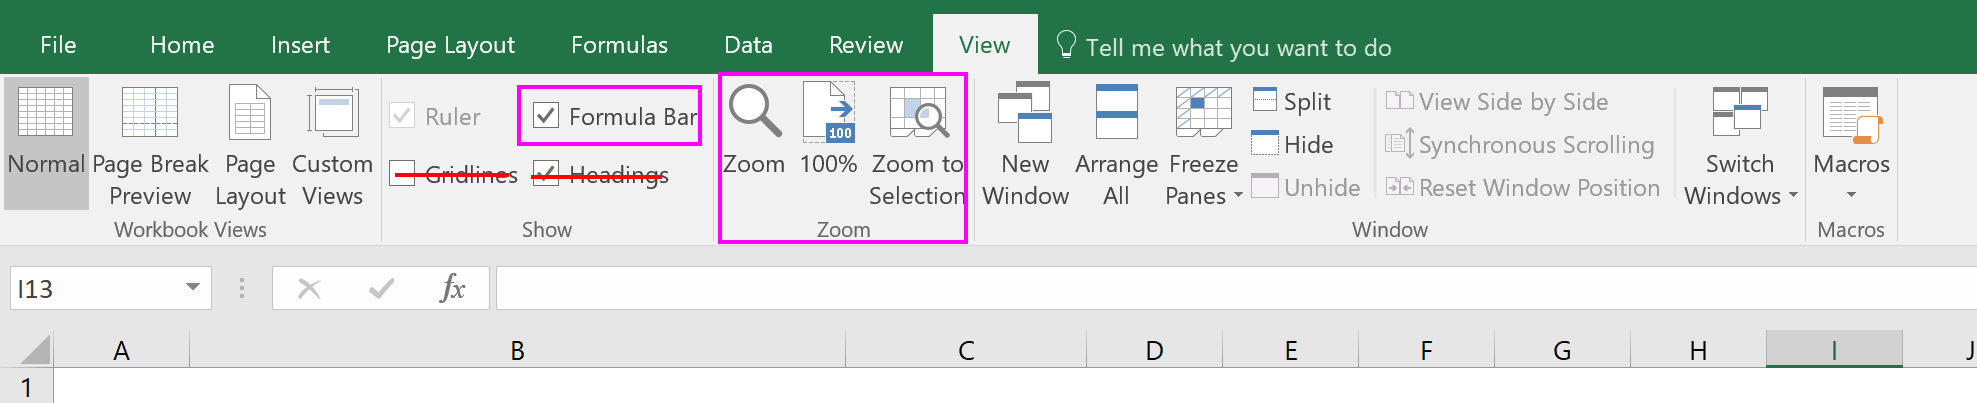 File Home Insert Page Layout Formulas Data Review View Tell me what you want to do
Normal
Page Break
Preview
Page
Layout
Custom
Views
Workbook Views
Ruler
Formula Bar
Gridlines
Headings
Show
Zoom
100
100%
Zoom to
Selection
Zoom
New
Window
Arrange
All
Freeze
Panes
Split
Hide
Unhide
View Side by Side
Synchronous Scrolling
Reset Window Position
Switch
Windows
Window
Macros
Macros
I13
fx
A B C D E F G H I J
1